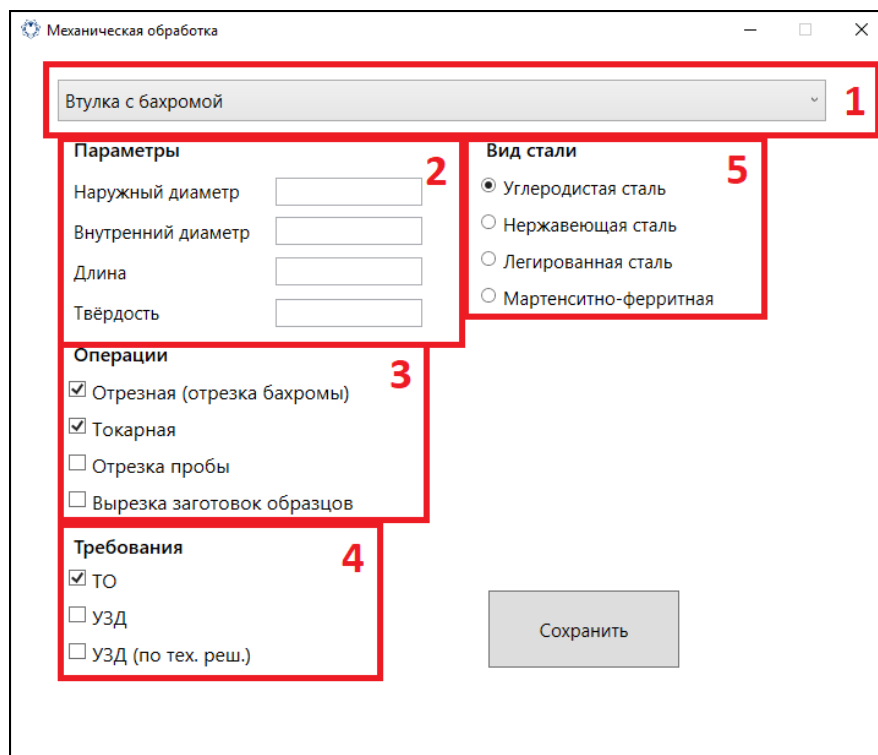 Механическая обработка
Втулка с бахромой
1
Параметры
2
Наружный диаметр
Внутренний диаметр
Длина
Твёрдость
Вид стали
5
Углеродистая сталь
Нержавеющая сталь
Легированная сталь
Мартенситно-ферритная
Операции
3
Отрезная (отрезка бахромы)
Токарная
Отрезка пробы
Вырезка заготовок образцов
Требования
4
ТО
УЗД
УЗД (по тех. реш.)
Сохранить